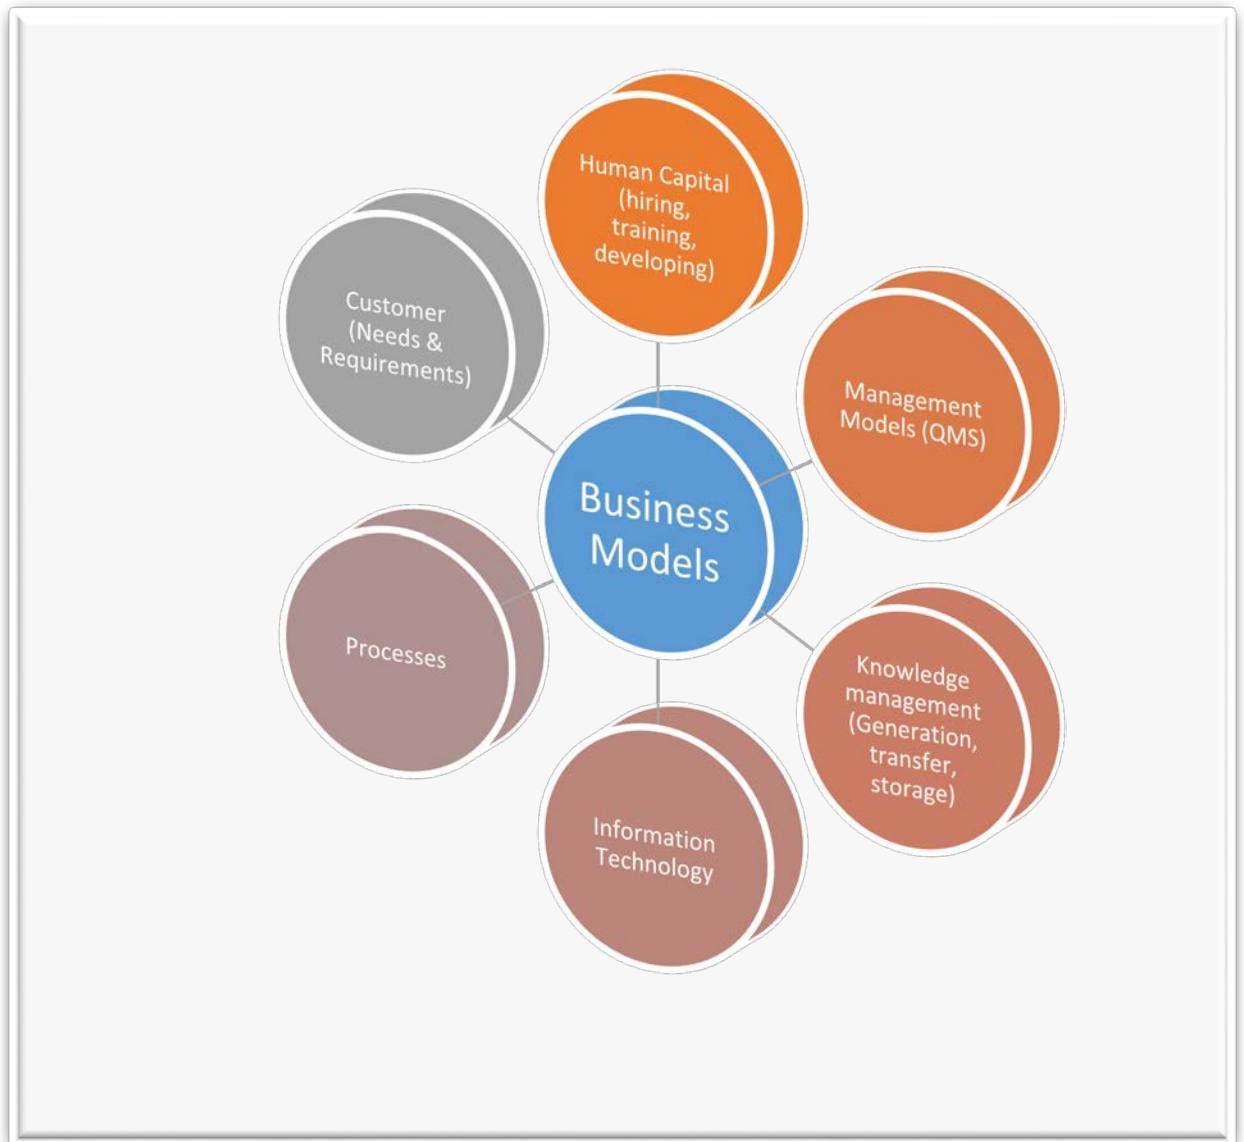 Human Capital
(hiring,
training,
developing)
Customer
(Needs &
Requirements)
Management
Models (QMS)
Business
Models
Processes
Knowledge
management
(Generation,
transfer,
storage)
Information
Technology